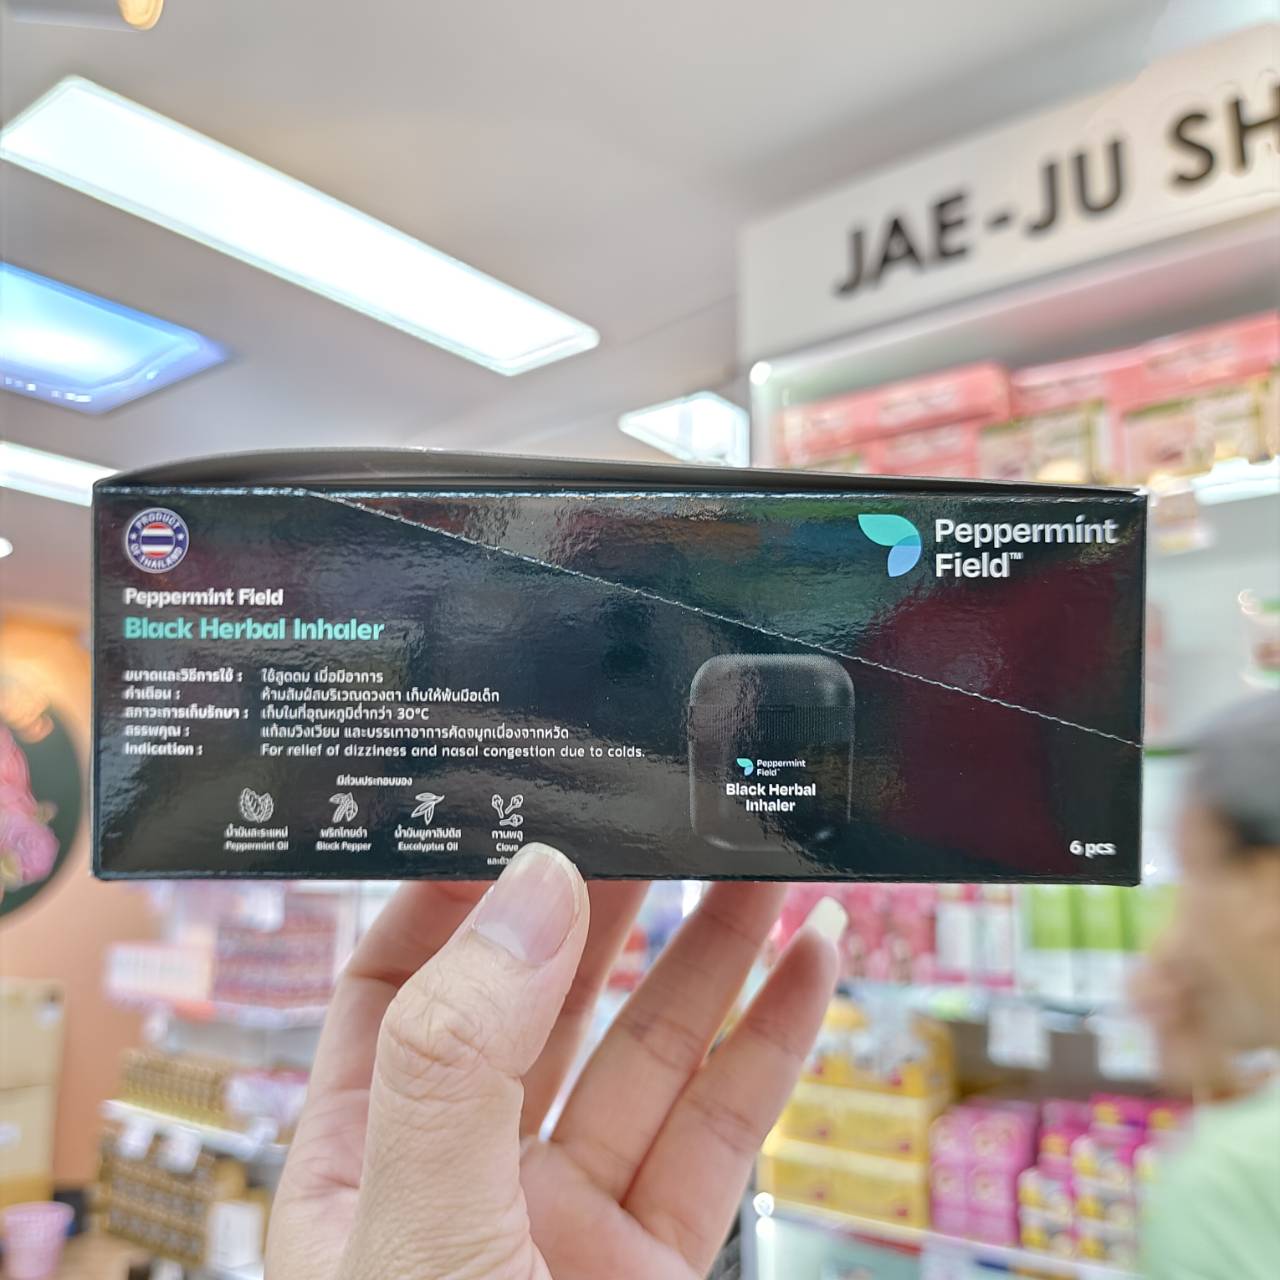 JAE-JU SH
PRODUCT OF THAILAND
Peppermint
Field™
Peppermint Field
Black Herbal Inhaler
ขนาดและวิธีการใช้ : ใช้สูดดม เมื่อมีอาการ
คำเตือน : ห้ามสัมผัสบริเวณดวงตา เก็บให้พ้นมือเด็ก
สภาวะการเก็บรักษา : เก็บในที่อุณหภูมิต่ำกว่า 30°C
สรรพคุณ : แก้ลมวิงเวียน และบรรเทาอาการคัดจมูกเนื่องจากหวัด
Indication : For relief of dizziness and nasal congestion due to colds.
มีส่วนประกอบของ
น้ำมันสะระแหน่ พริกไทยดำ น้ำมันยูคาลิปตัส กานพลู
Peppermint Oil Black Pepper Eucalyptus Oil Clove
Peppermint
Field™
Black Herbal
Inhaler
6 pcs